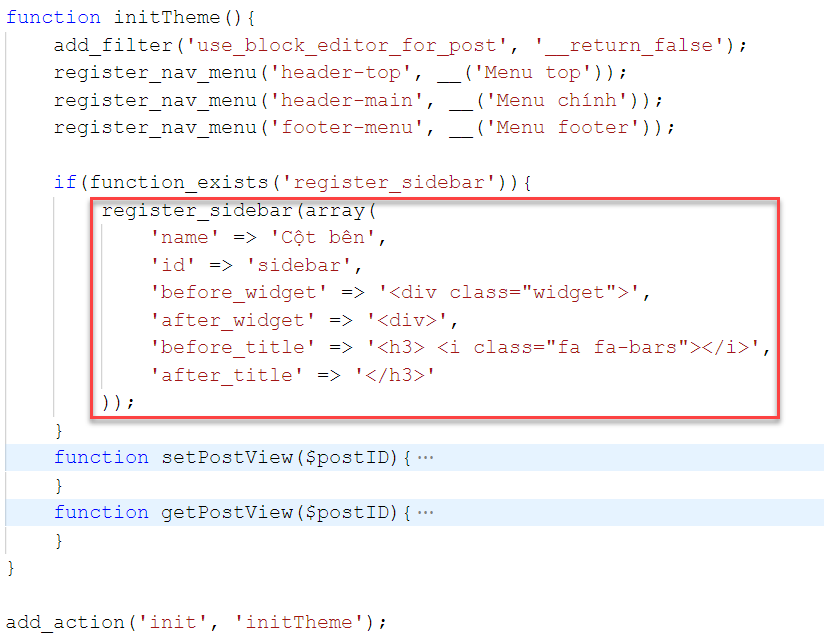 function initTheme(){
add_filter('use_block_editor_for_post', '__return_false');
register_nav_menu('header-top', __('Menu top'));
register_nav_menu('header-main', __('Menu chính'));
register_nav_menu('footer-menu', __('Menu footer'));
if(function_exists('register_sidebar')){
register_sidebar(array(
'name' => 'Cột bên',
'id' => 'sidebar',
'before_widget' => '<div class="widget">',
'after_widget' => '<div>',
'before_title' => '<h3> <i class="fa fa-bars"></i>',
'after_title' => '</h3>'
));
}
function setPostView($postID){···
}
function getPostView($postID){···
}
}
add_action('init', 'initTheme');